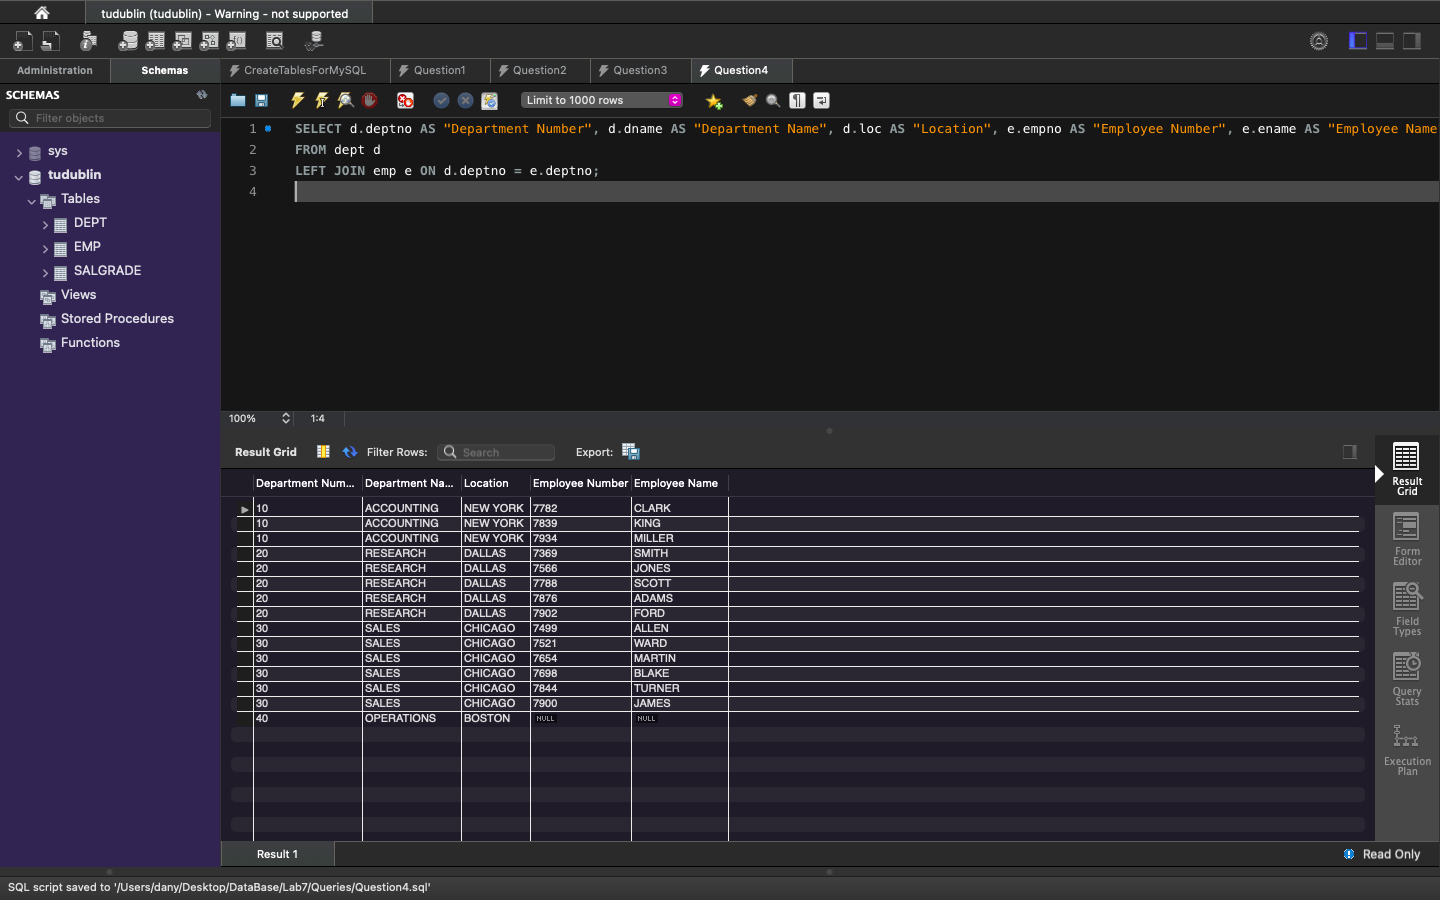 tudublin (tudublin) - Warning - not supported
Administration
Schemas
CreateTablesForMySQL
Question1
Question2
Question3
Question4
SCHEMAS
Filter objects
sys
tudublin
Tables
DEPT
EMP
SALGRADE
Views
Stored Procedures
Functions
Limit to 1000 rows
1 SELECT d.deptno AS "Department Number", d.dname AS "Department Name", d.loc AS "Location", e.empno AS "Employee Number", e.ename AS "Employee Name
2 FROM dept d
3 LEFT JOIN emp e ON d.deptno = e.deptno;
4
100% 1:4
Result Grid Filter Rows: Search Export:
Department Num... Department Na... Location Employee Number Employee Name
10 ACCOUNTING NEW YORK 7782 CLARK
10 ACCOUNTING NEW YORK 7839 KING
10 ACCOUNTING NEW YORK 7934 MILLER
20 RESEARCH DALLAS 7369 SMITH
20 RESEARCH DALLAS 7566 JONES
20 RESEARCH DALLAS 7788 SCOTT
20 RESEARCH DALLAS 7876 ADAMS
20 RESEARCH DALLAS 7902 FORD
30 SALES CHICAGO 7499 ALLEN
30 SALES CHICAGO 7521 WARD
30 SALES CHICAGO 7654 MARTIN
30 SALES CHICAGO 7698 BLAKE
30 SALES CHICAGO 7844 TURNER
30 SALES CHICAGO 7900 JAMES
40 OPERATIONS BOSTON NULL NULL
Result
Grid
Form
Editor
Field
Types
Query
Stats
Execution
Plan
Result 1
Read Only
SQL script saved to '/Users/dany/Desktop/DataBase/Lab7/Queries/Question4.sql'